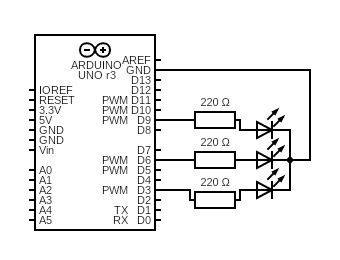 AREF
GND
ARDUINO
UNO r3
D13
IOREF D12
RESET PWM D11
3.3V PWM D10
5V PWM D9
GND D8
GND
Vin D7
PWM D6
A0 PWM D5
A1 D4
A2 PWM D3
A3 D2
A4 TX D1
A5 RX D0
220 Ω
220 Ω
220 Ω